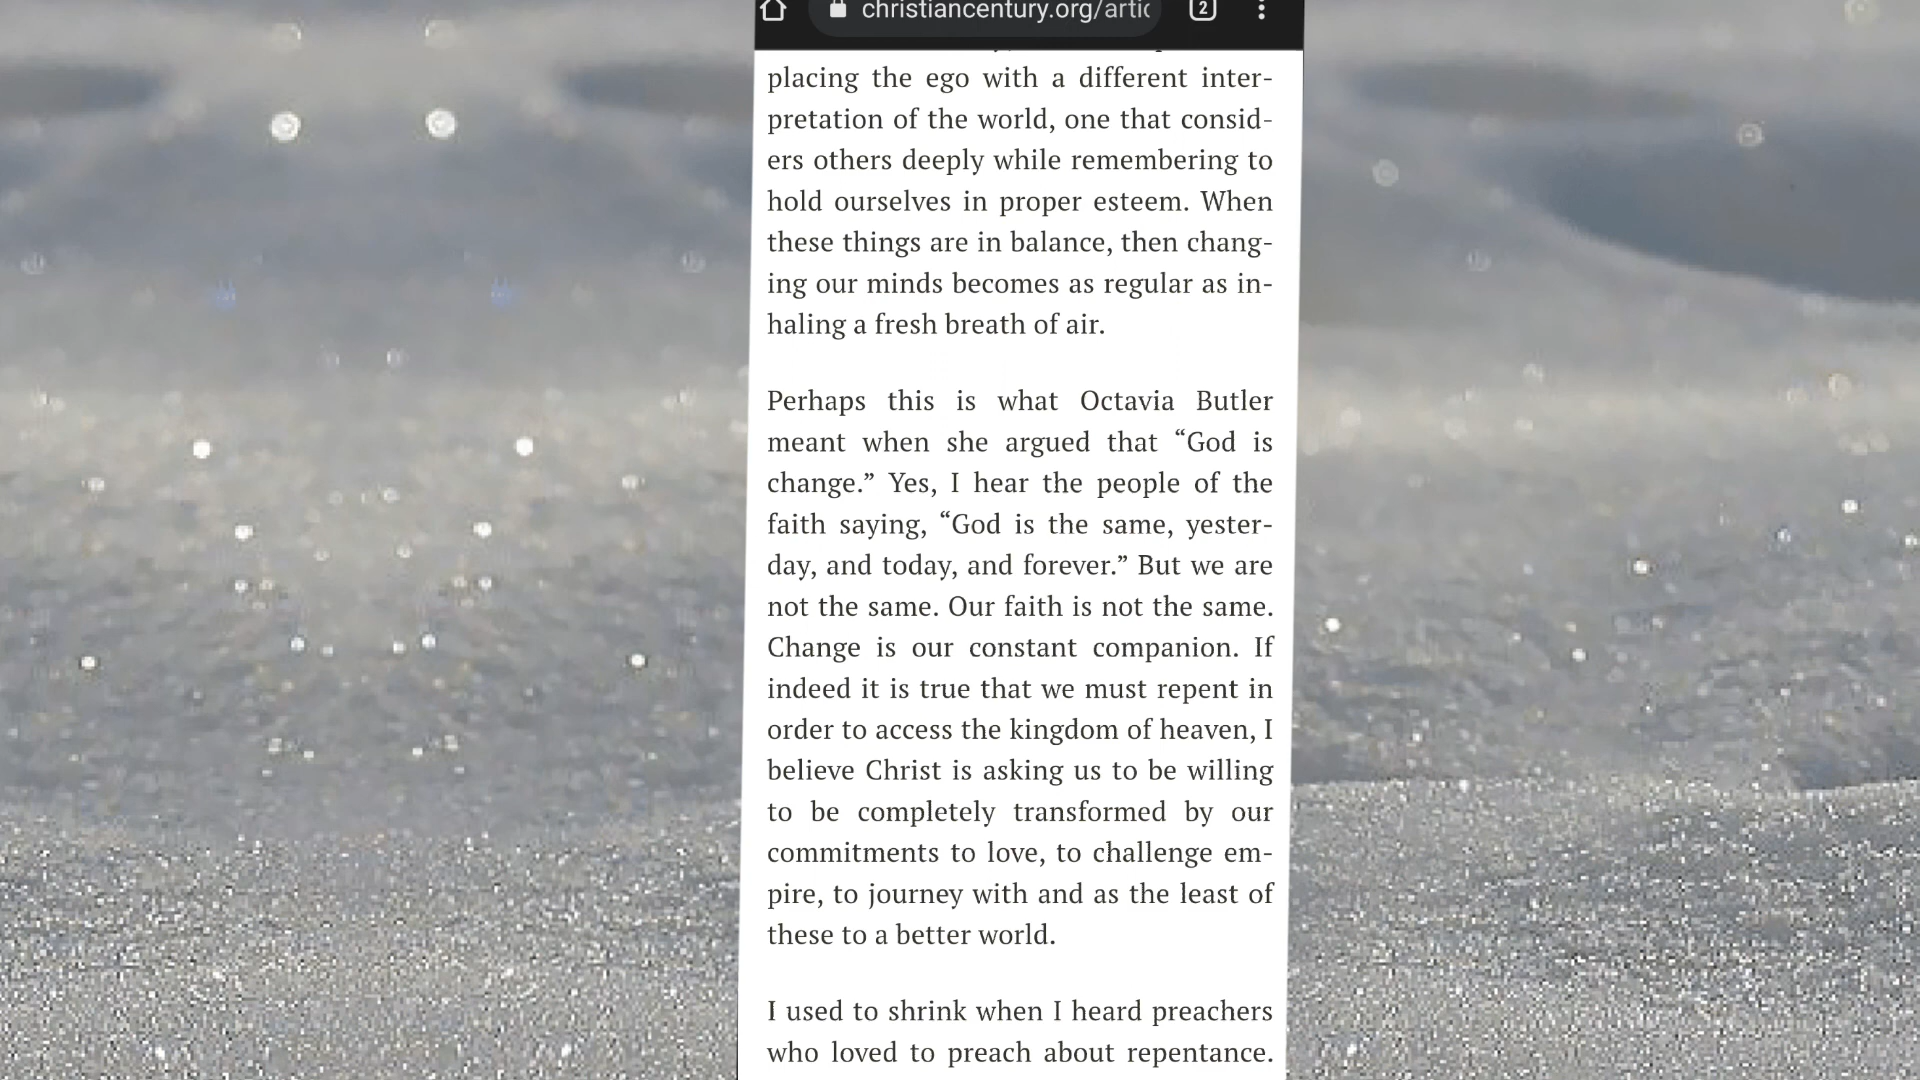 christiancentury.org/artic
2
placing the ego with a different inter-
pretation of the world, one that consid-
ers others deeply while remembering to
hold ourselves in proper esteem. When
these things are in balance, then chang-
ing our minds becomes as regular as in-
haling a fresh breath of air.
Perhaps this is what Octavia Butler
meant when she argued that “God is
change.” Yes, I hear the people of the
faith saying, “God is the same, yester-
day, and today, and forever.” But we are
not the same. Our faith is not the same.
Change is our constant companion. If
indeed it is true that we must repent in
order to access the kingdom of heaven, I
believe Christ is asking us to be willing
to be completely transformed by our
commitments to love, to challenge em-
pire, to journey with and as the least of
these to a better world.
I used to shrink when I heard preachers
who loved to preach about repentance.